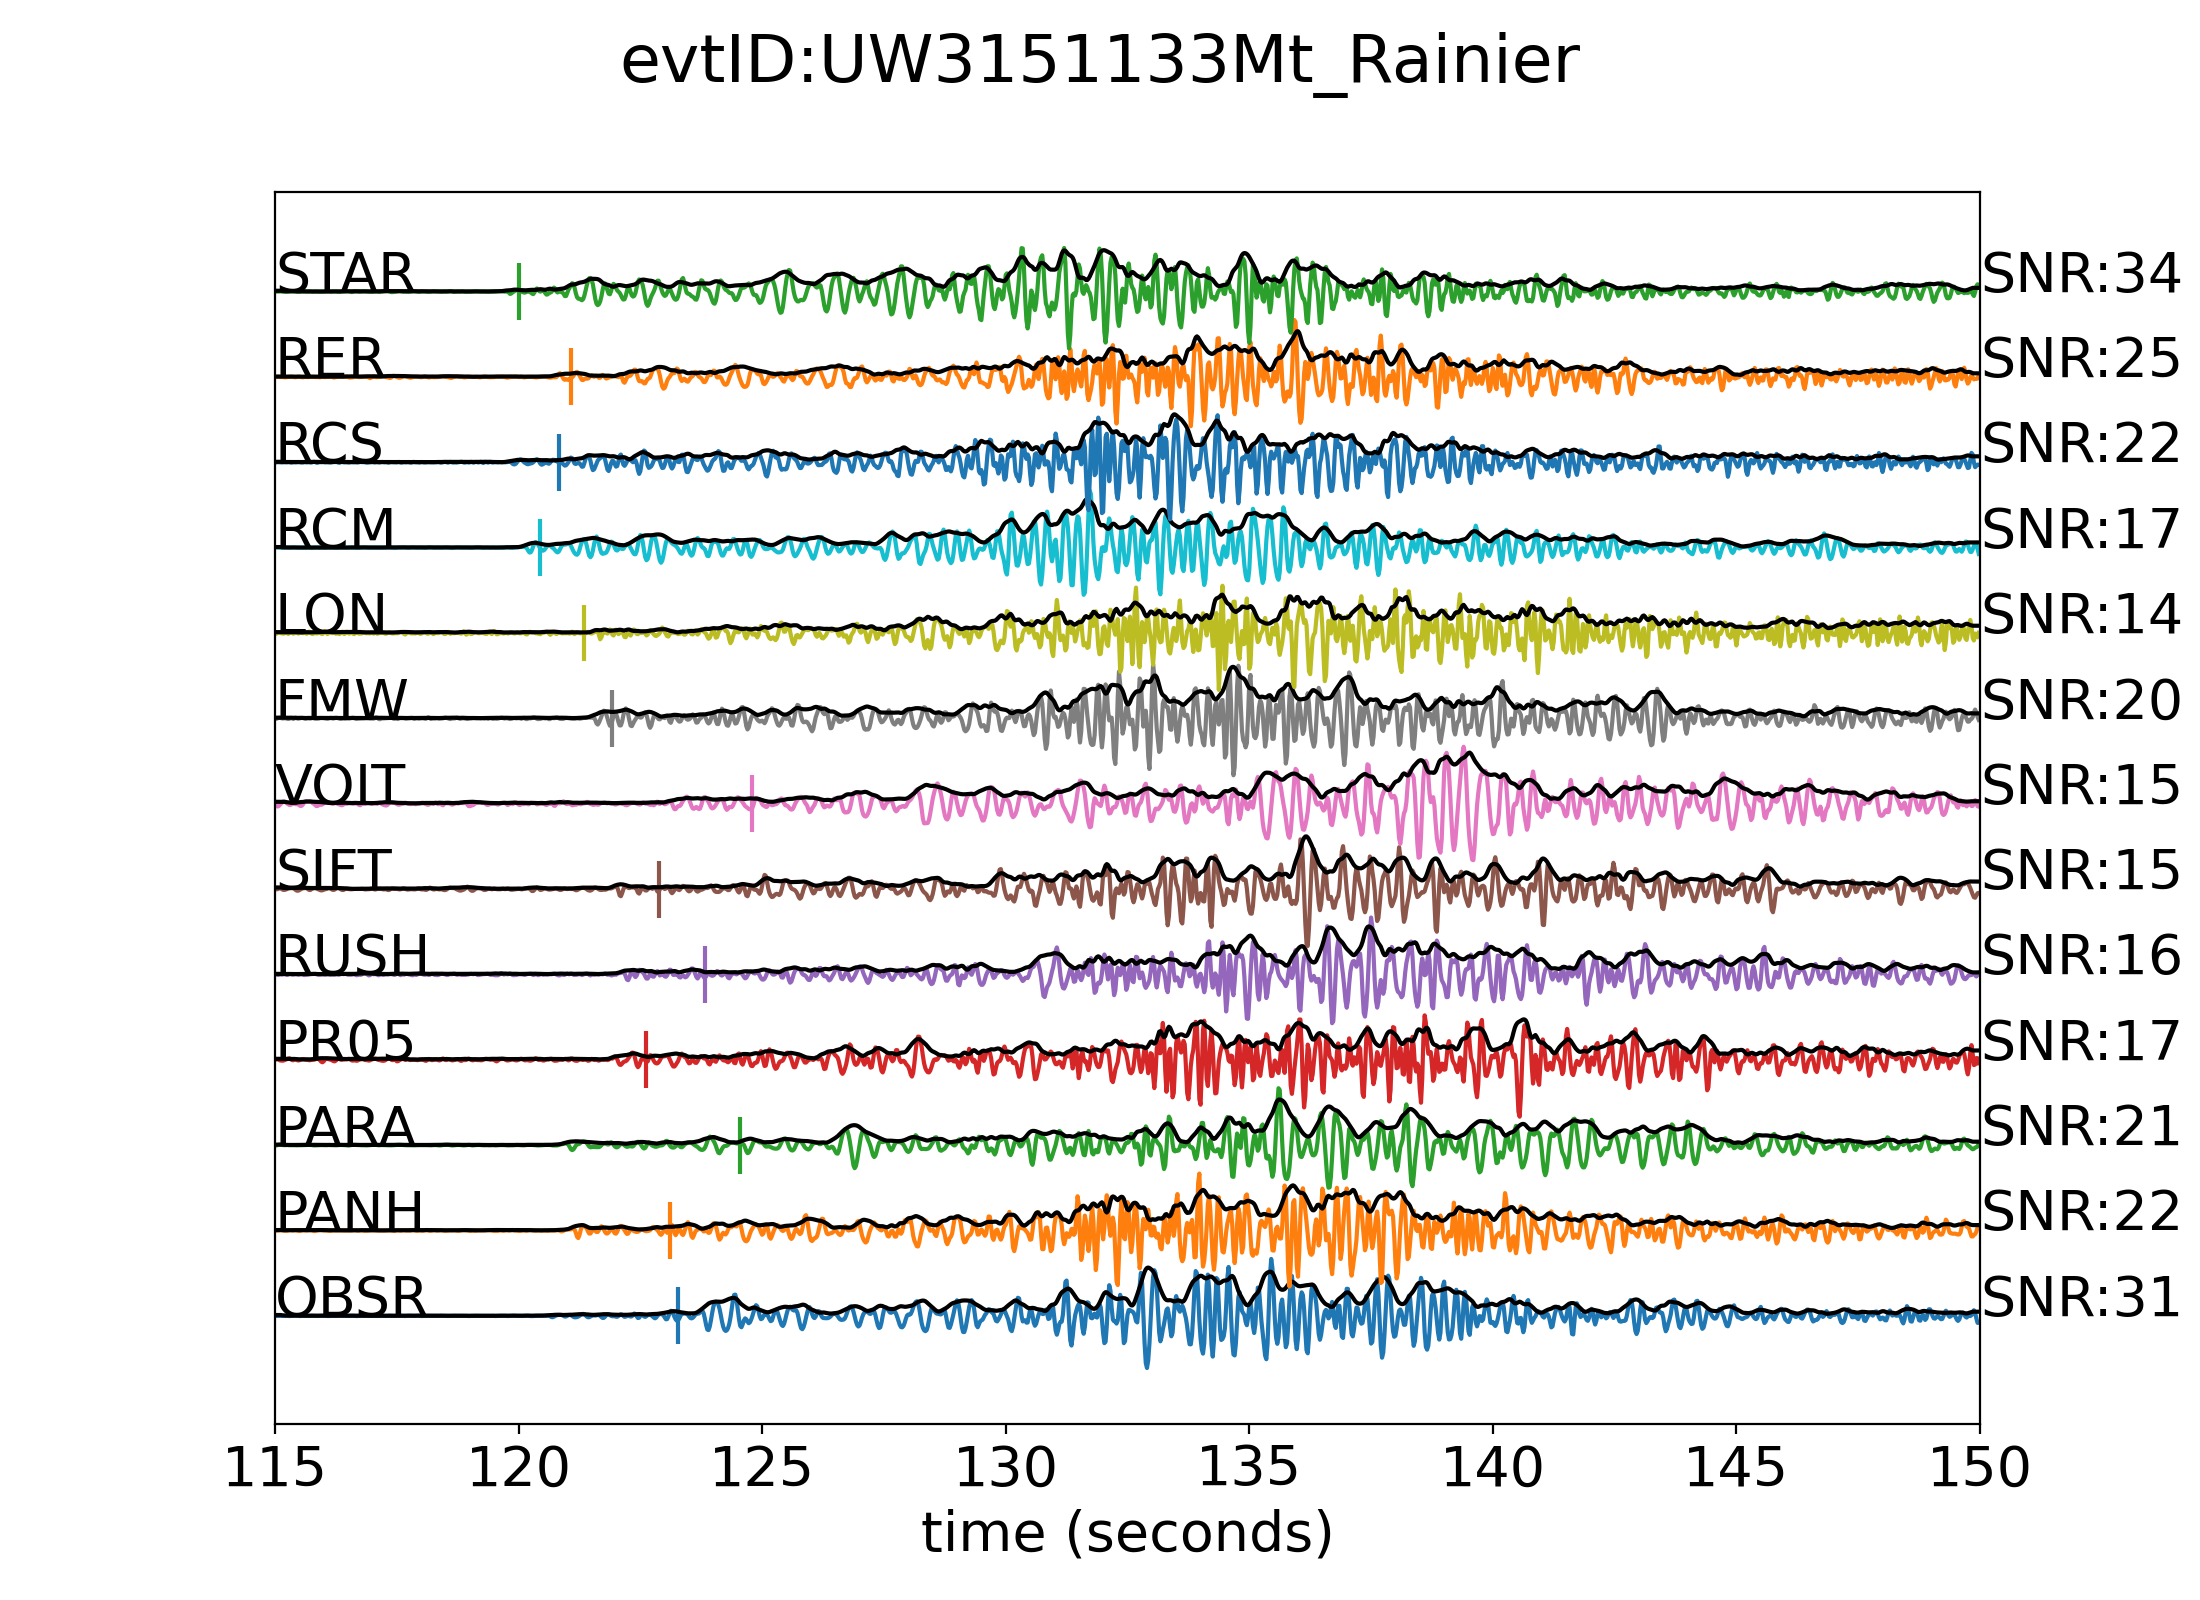 evtID:UW3151133Mt_Rainier
STAR SNR:34
RER SNR:25
RCS SNR:22
RCM SNR:17
LON SNR:14
FMW SNR:20
VOIT SNR:15
SIFT SNR:15
RUSH SNR:16
PR05 SNR:17
PARA SNR:21
PANH SNR:22
OBSR SNR:31
115 120 125 130 135 140 145 150
time (seconds)